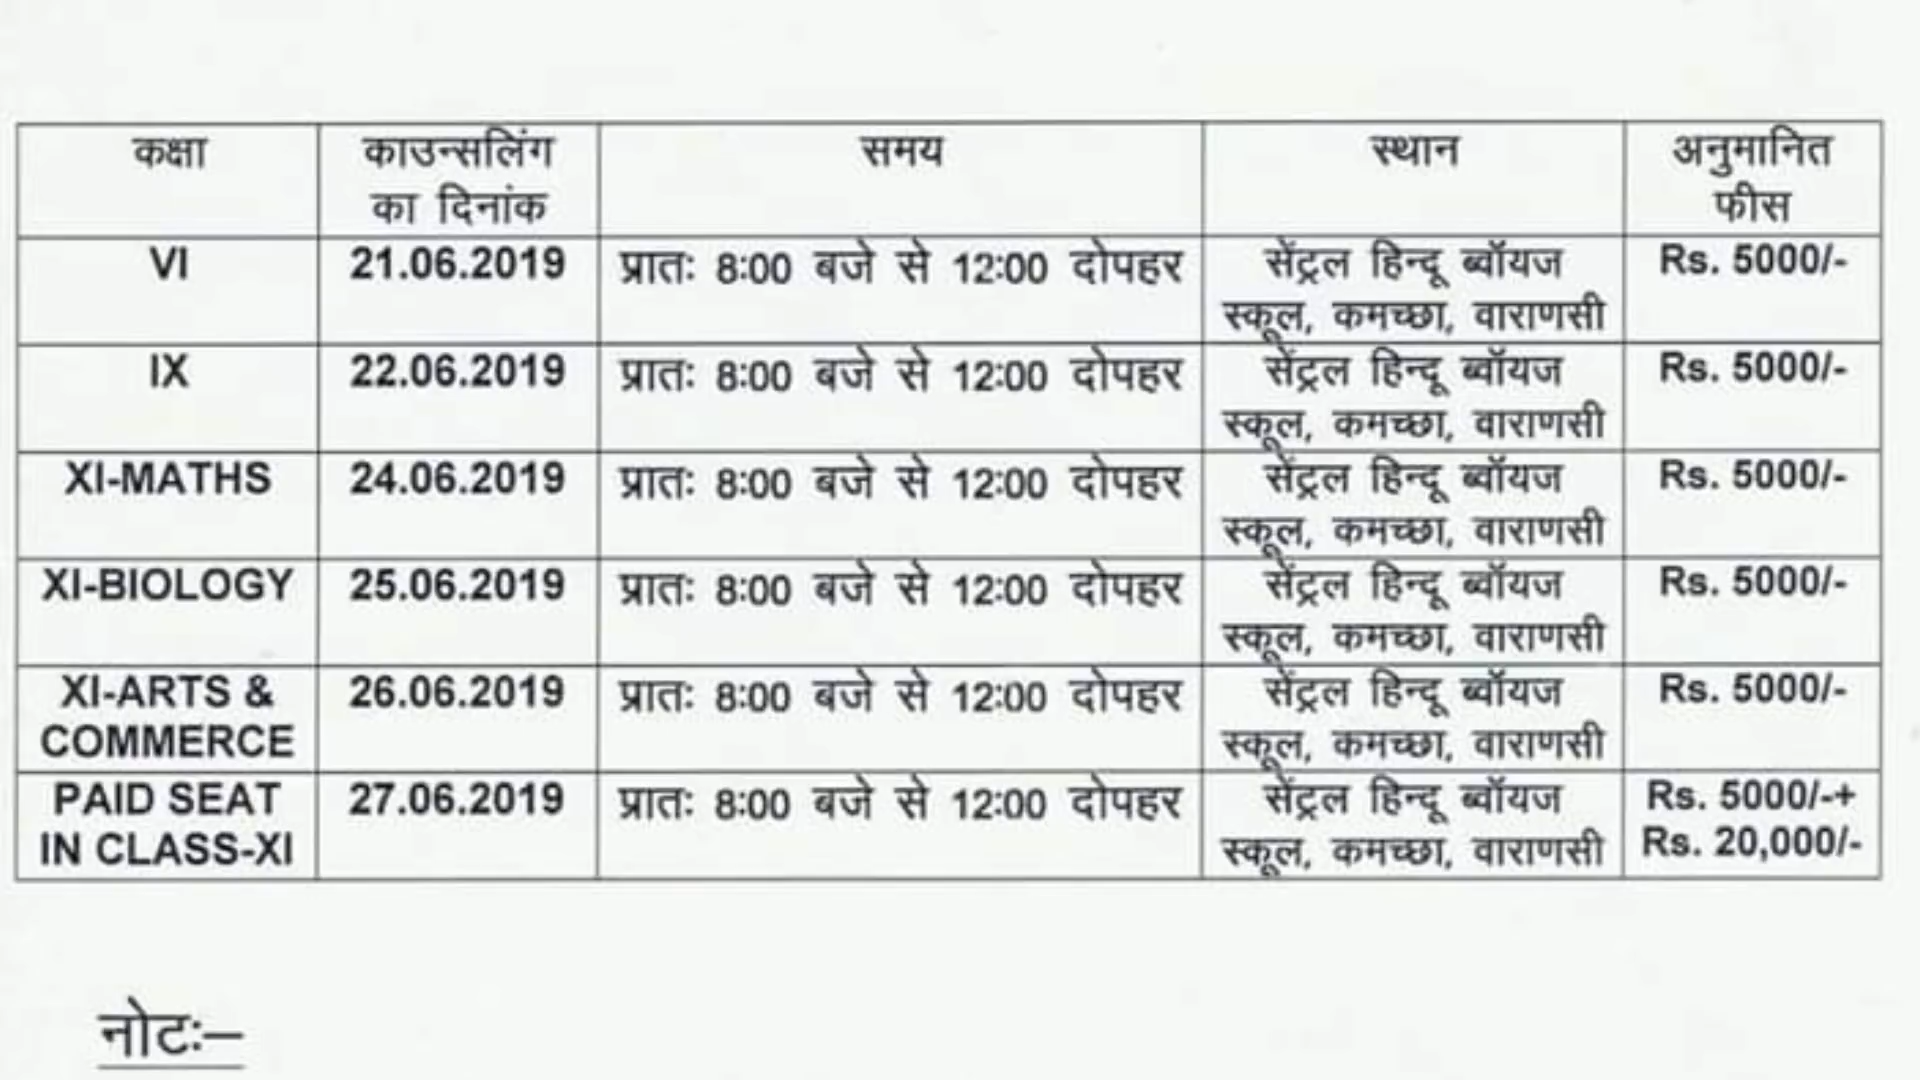 कक्षा काउन्सलिंग समय स्थान अनुमानित
का दिनांक फीस
VI 21.06.2019 प्रातः 8:00 बजे से 12:00 दोपहर सेंट्रल हिन्दू ब्वॉयज Rs. 5000/-
स्कूल, कमच्छा, वाराणसी
IX 22.06.2019 प्रातः 8:00 बजे से 12:00 दोपहर सेंट्रल हिन्दू ब्वॉयज Rs. 5000/-
स्कूल, कमच्छा, वाराणसी
XI-MATHS 24.06.2019 प्रातः 8:00 बजे से 12:00 दोपहर सेंट्रल हिन्दू ब्वॉयज Rs. 5000/-
स्कूल, कमच्छा, वाराणसी
XI-BIOLOGY 25.06.2019 प्रातः 8:00 बजे से 12:00 दोपहर सेंट्रल हिन्दू ब्वॉयज Rs. 5000/-
स्कूल, कमच्छा, वाराणसी
XI-ARTS & 26.06.2019 प्रातः 8:00 बजे से 12:00 दोपहर सेंट्रल हिन्दू ब्वॉयज Rs. 5000/-
COMMERCE स्कूल, कमच्छा, वाराणसी
PAID SEAT 27.06.2019 प्रातः 8:00 बजे से 12:00 दोपहर सेंट्रल हिन्दू ब्वॉयज Rs. 5000/-+
IN CLASS-XI स्कूल, कमच्छा, वाराणसी Rs. 20,000/-
नोटः–